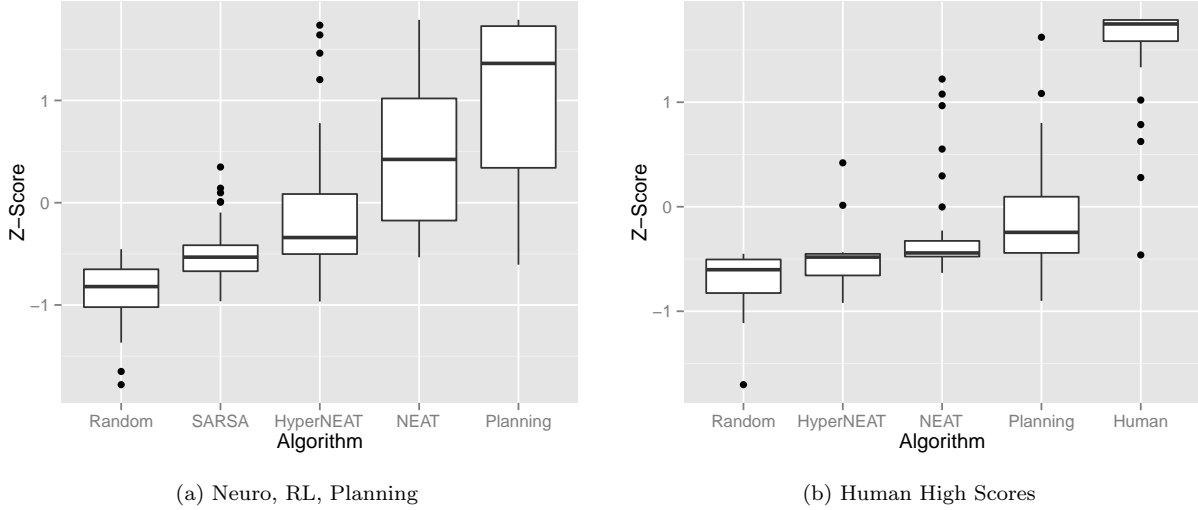 Z−Score
1
0
−1
Random SARSA HyperNEAT NEAT Planning
Algorithm
(a) Neuro, RL, Planning
Z−Score
1
0
−1
Random HyperNEAT NEAT Planning Human
Algorithm
(b) Human High Scores